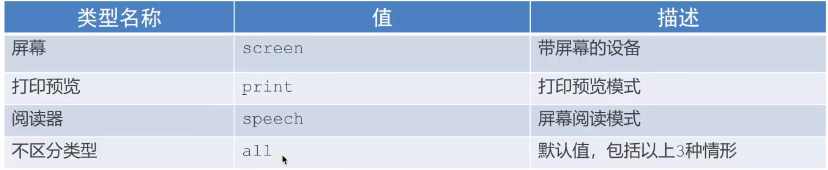 类型名称 值 描述
屏幕 screen 带屏幕的设备
打印预览 print 打印预览模式
阅读器 speech 屏幕阅读模式
不区分类型 all 默认值，包括以上3种情形